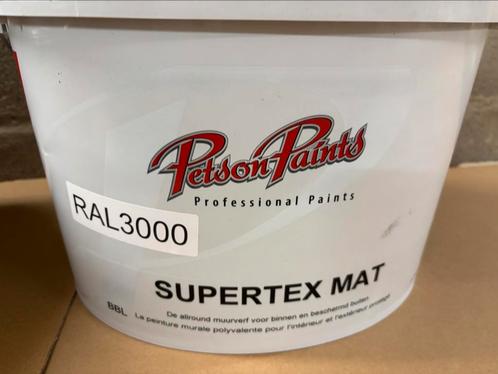 Petson Paints
Professional Paints
RAL3000
SUPERTEX MAT
BBL
De allround muurverf voor binnen en beschermd buiten
La peinture murale polyvalente pour l'intérieur et l'extérieur protégé